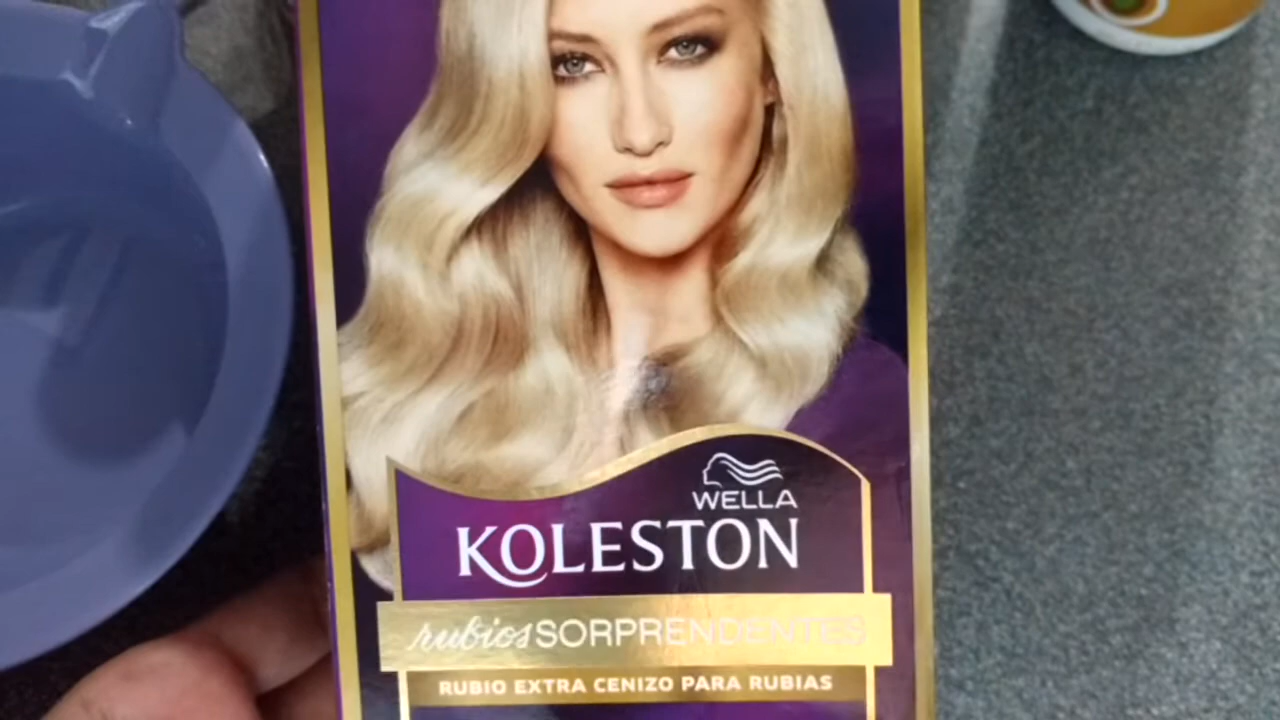 WELLA
KOLESTON
rubios SORPRENDENTES
RUBIO EXTRA CENIZO PARA RUBIAS